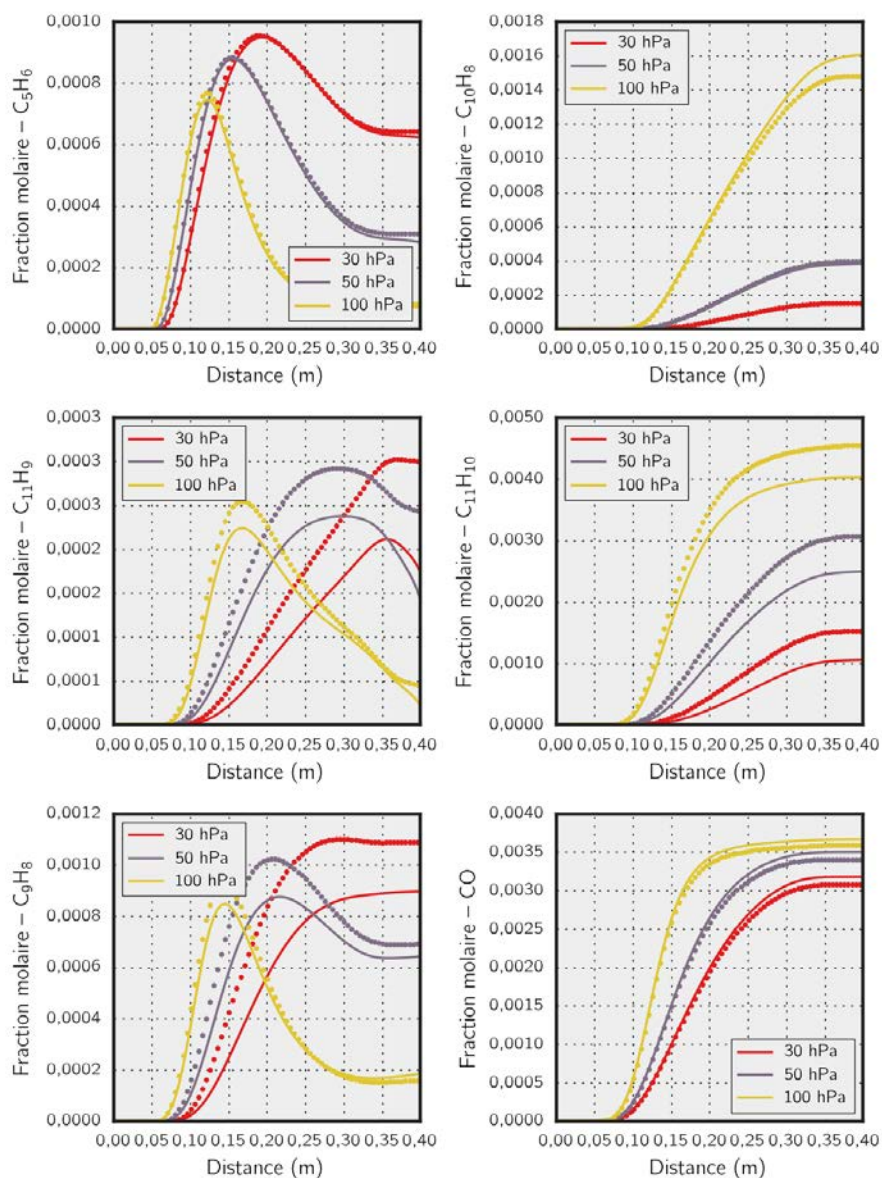 Fraction molaire – C₅H₆
0,0010
0,0008
0,0006
0,0004
0,0002
0,0000
30 hPa
50 hPa
100 hPa
0,00 0,05 0,10 0,15 0,20 0,25 0,30 0,35 0,40
Distance (m)
Fraction molaire – C₁₀H₈
0,0018
0,0016
0,0014
0,0012
0,0010
0,0008
0,0006
0,0004
0,0002
0,0000
30 hPa
50 hPa
100 hPa
0,00 0,05 0,10 0,15 0,20 0,25 0,30 0,35 0,40
Distance (m)
Fraction molaire – C₁₁H₉
0,0003
0,0003
0,0002
0,0002
0,0001
0,0001
0,0000
30 hPa
50 hPa
100 hPa
0,00 0,05 0,10 0,15 0,20 0,25 0,30 0,35 0,40
Distance (m)
Fraction molaire – C₁₁H₁₀
0,0050
0,0040
0,0030
0,0020
0,0010
0,0000
30 hPa
50 hPa
100 hPa
0,00 0,05 0,10 0,15 0,20 0,25 0,30 0,35 0,40
Distance (m)
Fraction molaire – C₉H₈
0,0012
0,0010
0,0008
0,0006
0,0004
0,0002
0,0000
30 hPa
50 hPa
100 hPa
0,00 0,05 0,10 0,15 0,20 0,25 0,30 0,35 0,40
Distance (m)
Fraction molaire – CO
0,0040
0,0035
0,0030
0,0025
0,0020
0,0015
0,0010
0,0005
0,0000
30 hPa
50 hPa
100 hPa
0,00 0,05 0,10 0,15 0,20 0,25 0,30 0,35 0,40
Distance (m)